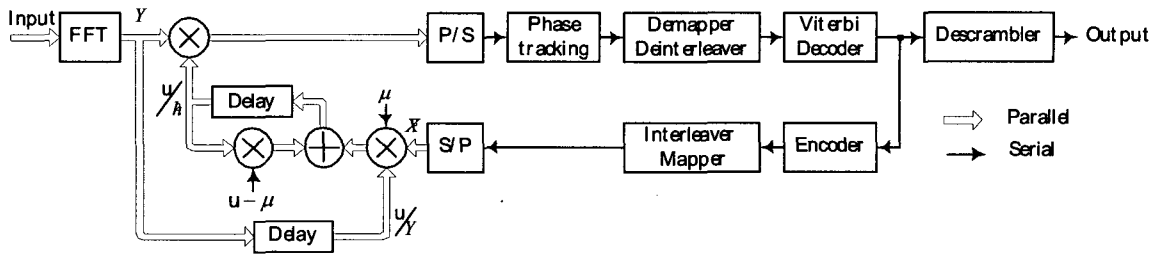 Input
FFT
Y
P/S
Phase
tracking
Demapper
Deinterleaver
Viterbi
Decoder
Descrambler
Output
u/h
Delay
μ
X
S/P
Interleaver
Mapper
Encoder
Parallel
Serial
u-μ
u/Y
Delay